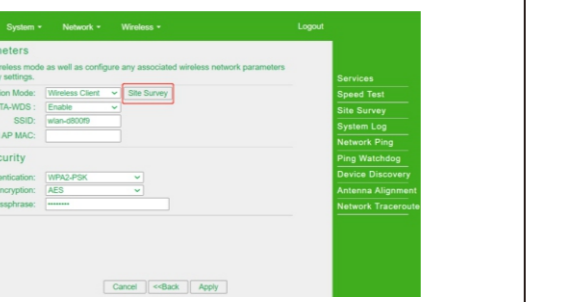 System Network Wireless Logout
neters
reless mode as well as configure any associated wireless network parameters
settings.
ion Mode: Wireless Client Site Survey
TA-WDS : Enable
SSID: wlan-d800f9
AP MAC:
curity
entication: WPA2-PSK
ncryption: AES
ssphrase: ••••••••
Cancel <<Back Apply
Services
Speed Test
Site Survey
System Log
Network Ping
Ping Watchdog
Device Discovery
Antenna Alignment
Network Traceroute